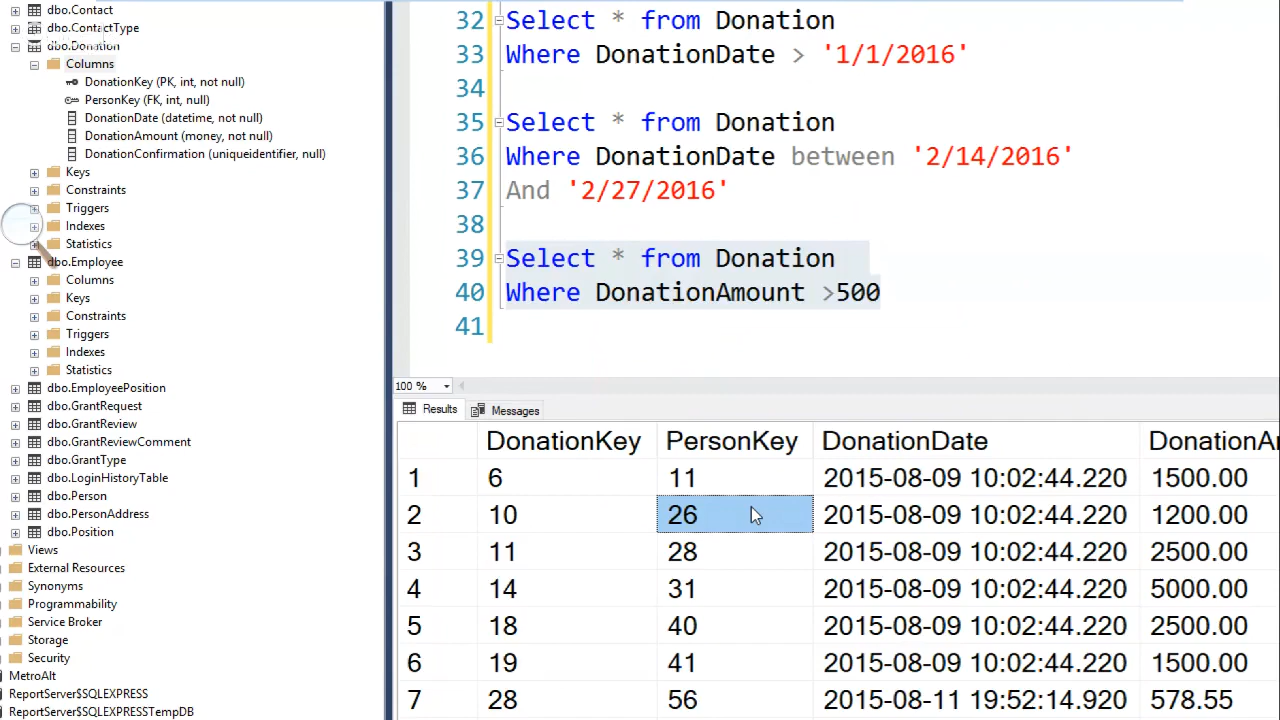 dbo.Contact
dbo.ContactType
dbo.Donation
Columns
DonationKey (PK, int, not null)
PersonKey (FK, int, null)
DonationDate (datetime, not null)
DonationAmount (money, not null)
DonationConfirmation (uniqueidentifier, null)
Keys
Constraints
Triggers
Indexes
Statistics
dbo.Employee
Columns
Keys
Constraints
Triggers
Indexes
Statistics
dbo.EmployeePosition
dbo.GrantRequest
dbo.GrantReview
dbo.GrantReviewComment
dbo.GrantType
dbo.LoginHistoryTable
dbo.Person
dbo.PersonAddress
dbo.Position
Views
External Resources
Synonyms
Programmability
Service Broker
Storage
Security
MetroAlt
ReportServer$SQLEXPRESS
ReportServer$SQLEXPRESSTempDB
32 Select * from Donation
33 Where DonationDate > '1/1/2016'
34
35 Select * from Donation
36 Where DonationDate between '2/14/2016'
37 And '2/27/2016'
38
39 Select * from Donation
40 Where DonationAmount >500
41
100 %
Results Messages
DonationKey PersonKey DonationDate DonationA
1 6 11 2015-08-09 10:02:44.220 1500.00
2 10 26 2015-08-09 10:02:44.220 1200.00
3 11 28 2015-08-09 10:02:44.220 2500.00
4 14 31 2015-08-09 10:02:44.220 5000.00
5 18 40 2015-08-09 10:02:44.220 2500.00
6 19 41 2015-08-09 10:02:44.220 1500.00
7 28 56 2015-08-11 19:52:14.920 578.55